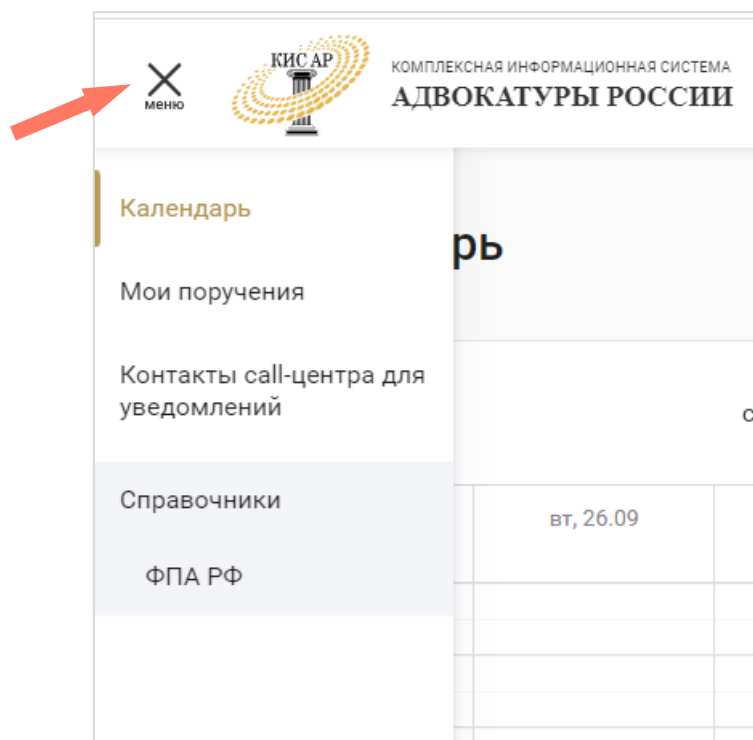 КИС АР
меню
КОМПЛЕКСНАЯ ИНФОРМАЦИОННАЯ СИСТЕМА
АДВОКАТУРЫ РОССИИ
Календарь
рь
Мои поручения
Контакты call-центра для
уведомлений
с
Справочники
вт, 26.09
ФПА РФ